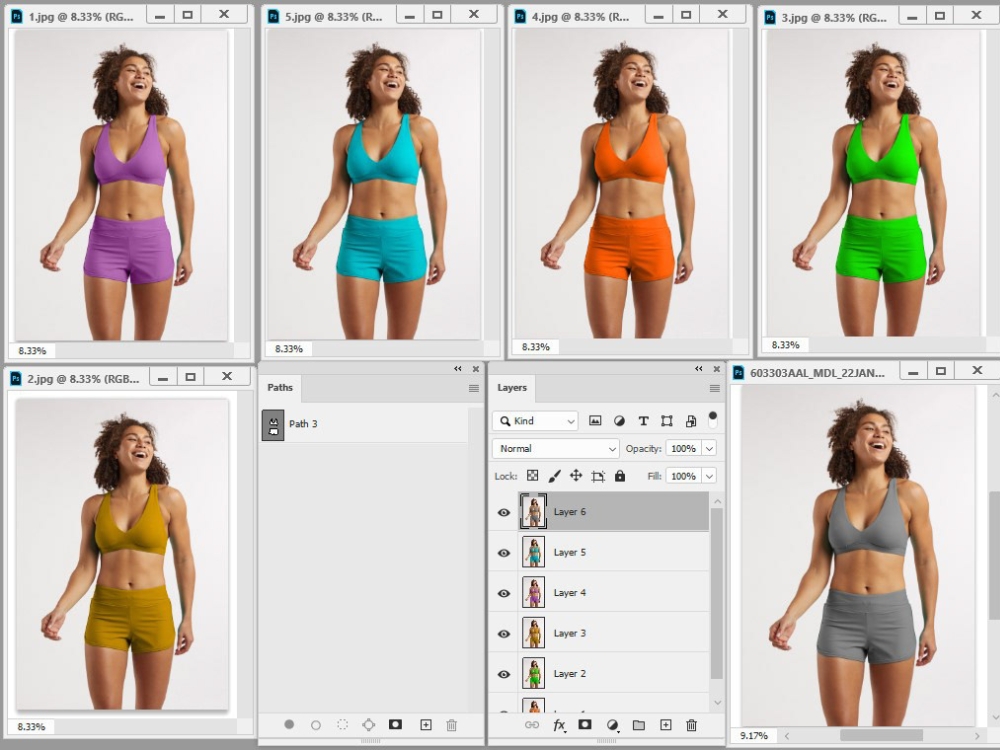 Ps 1.jpg @ 8.33% (RG...
Ps 5.jpg @ 8.33% (R...
Ps 4.jpg @ 8.33% (R...
Ps 3.jpg @ 8.33% (RG...
8.33%
8.33%
8.33%
8.33%
Ps 2.jpg @ 8.33% (RGB...
8.33%
Paths
Path 3
Layers
Kind
Normal
Opacity: 100%
Lock:
Fill: 100%
Layer 6
Layer 5
Layer 4
Layer 3
Layer 2
fx
Ps 603303AAL_MDL_22JAN...
9.17%